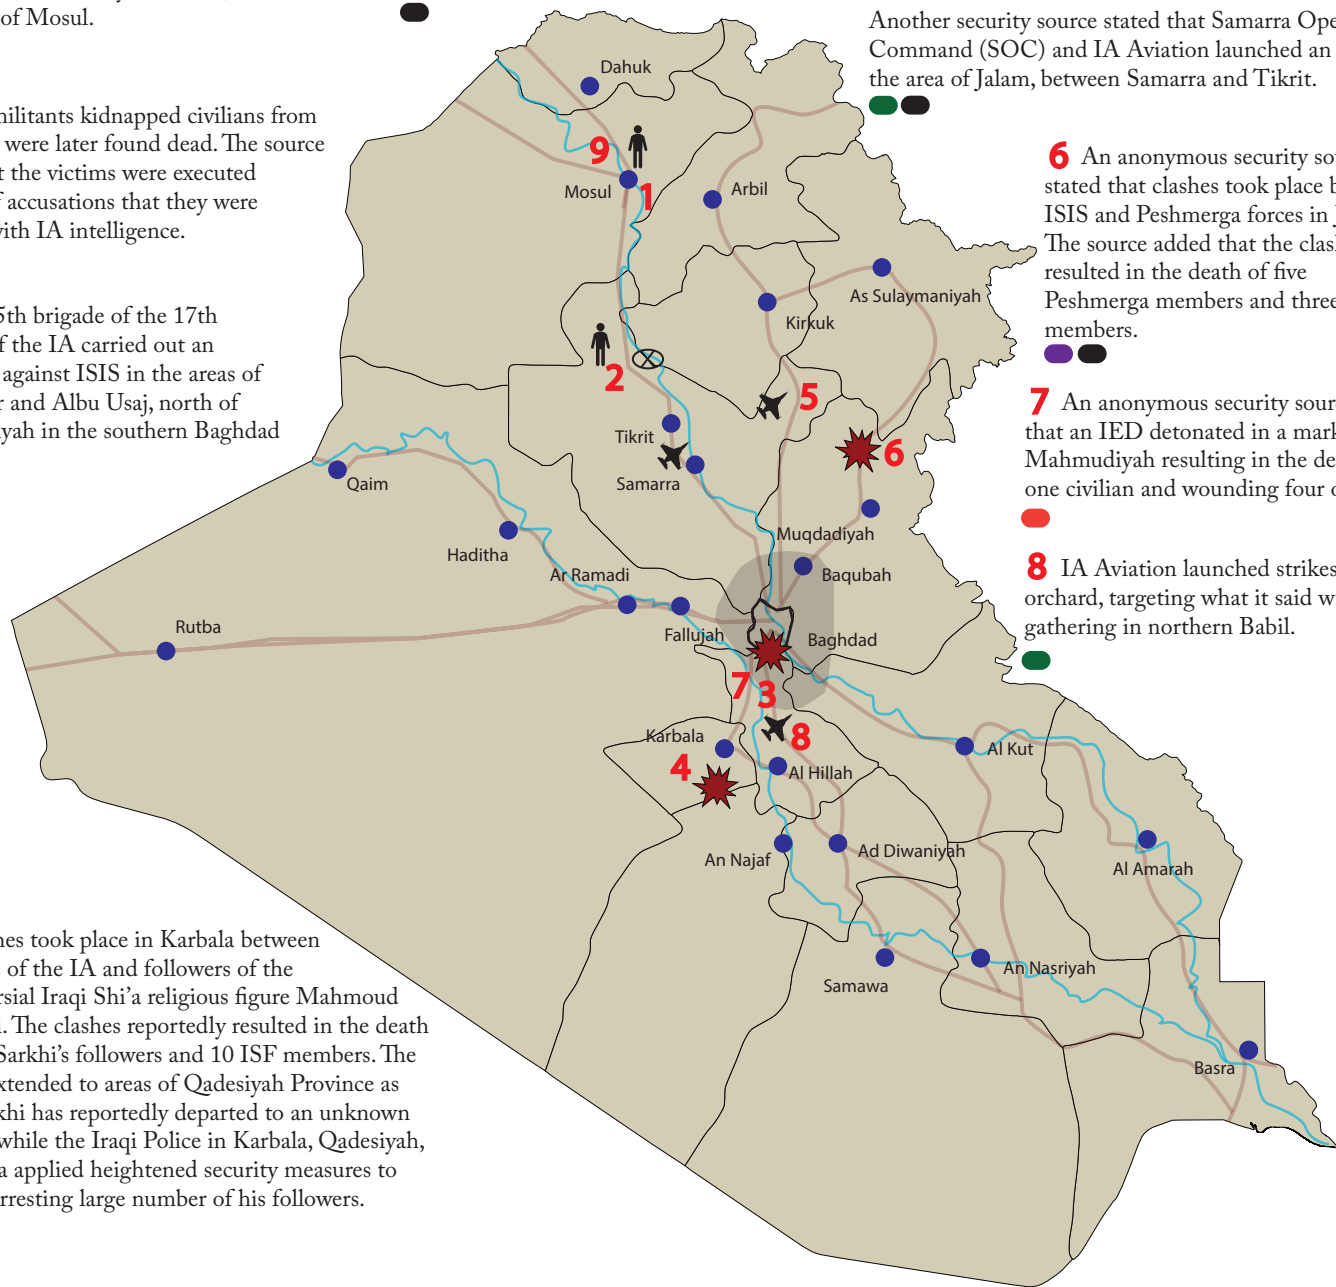 of Mosul.
militants kidnapped civilians from
were later found dead. The source
the victims were executed
accusations that they were
with IA intelligence.
5th brigade of the 17th
of the IA carried out an
against ISIS in the areas of
and Albu Usaj, north of
in the southern Baghdad
took place in Karbala between
of the IA and followers of the
Iraqi Shi'a religious figure Mahmoud
The clashes reportedly resulted in the death
Sarkhi's followers and 10 ISF members. The
extended to areas of Qadesiyah Province as
has reportedly departed to an unknown
while the Iraqi Police in Karbala, Qadesiyah,
applied heightened security measures to
arresting large number of his followers.
Another security source stated that Samarra
Command (SOC) and IA Aviation launched an
the area of Jalam, between Samarra and Tikrit.
6 An anonymous security
stated that clashes took place
ISIS and Peshmerga forces in
The source added that the
resulted in the death of five
Peshmerga members and three
members.
7 An anonymous security
that an IED detonated in a
Mahmudiyah resulting in the
one civilian and wounding four
8 IA Aviation launched strikes
orchard, targeting what it said
gathering in northern Babil.
Dahuk
9
Mosul
1
Arbil
As Sulaymaniyah
Kirkuk
2
5
Tikrit
6
Samarra
Qaim
Muqdadiyah
Haditha
Ar Ramadi
Baqubah
Rutba
Fallujah
Baghdad
7
3
Karbala
8
Al Kut
4
Al Hillah
An Najaf
Ad Diwaniyah
Al Amarah
Samawa
An Nasriyah
Basra